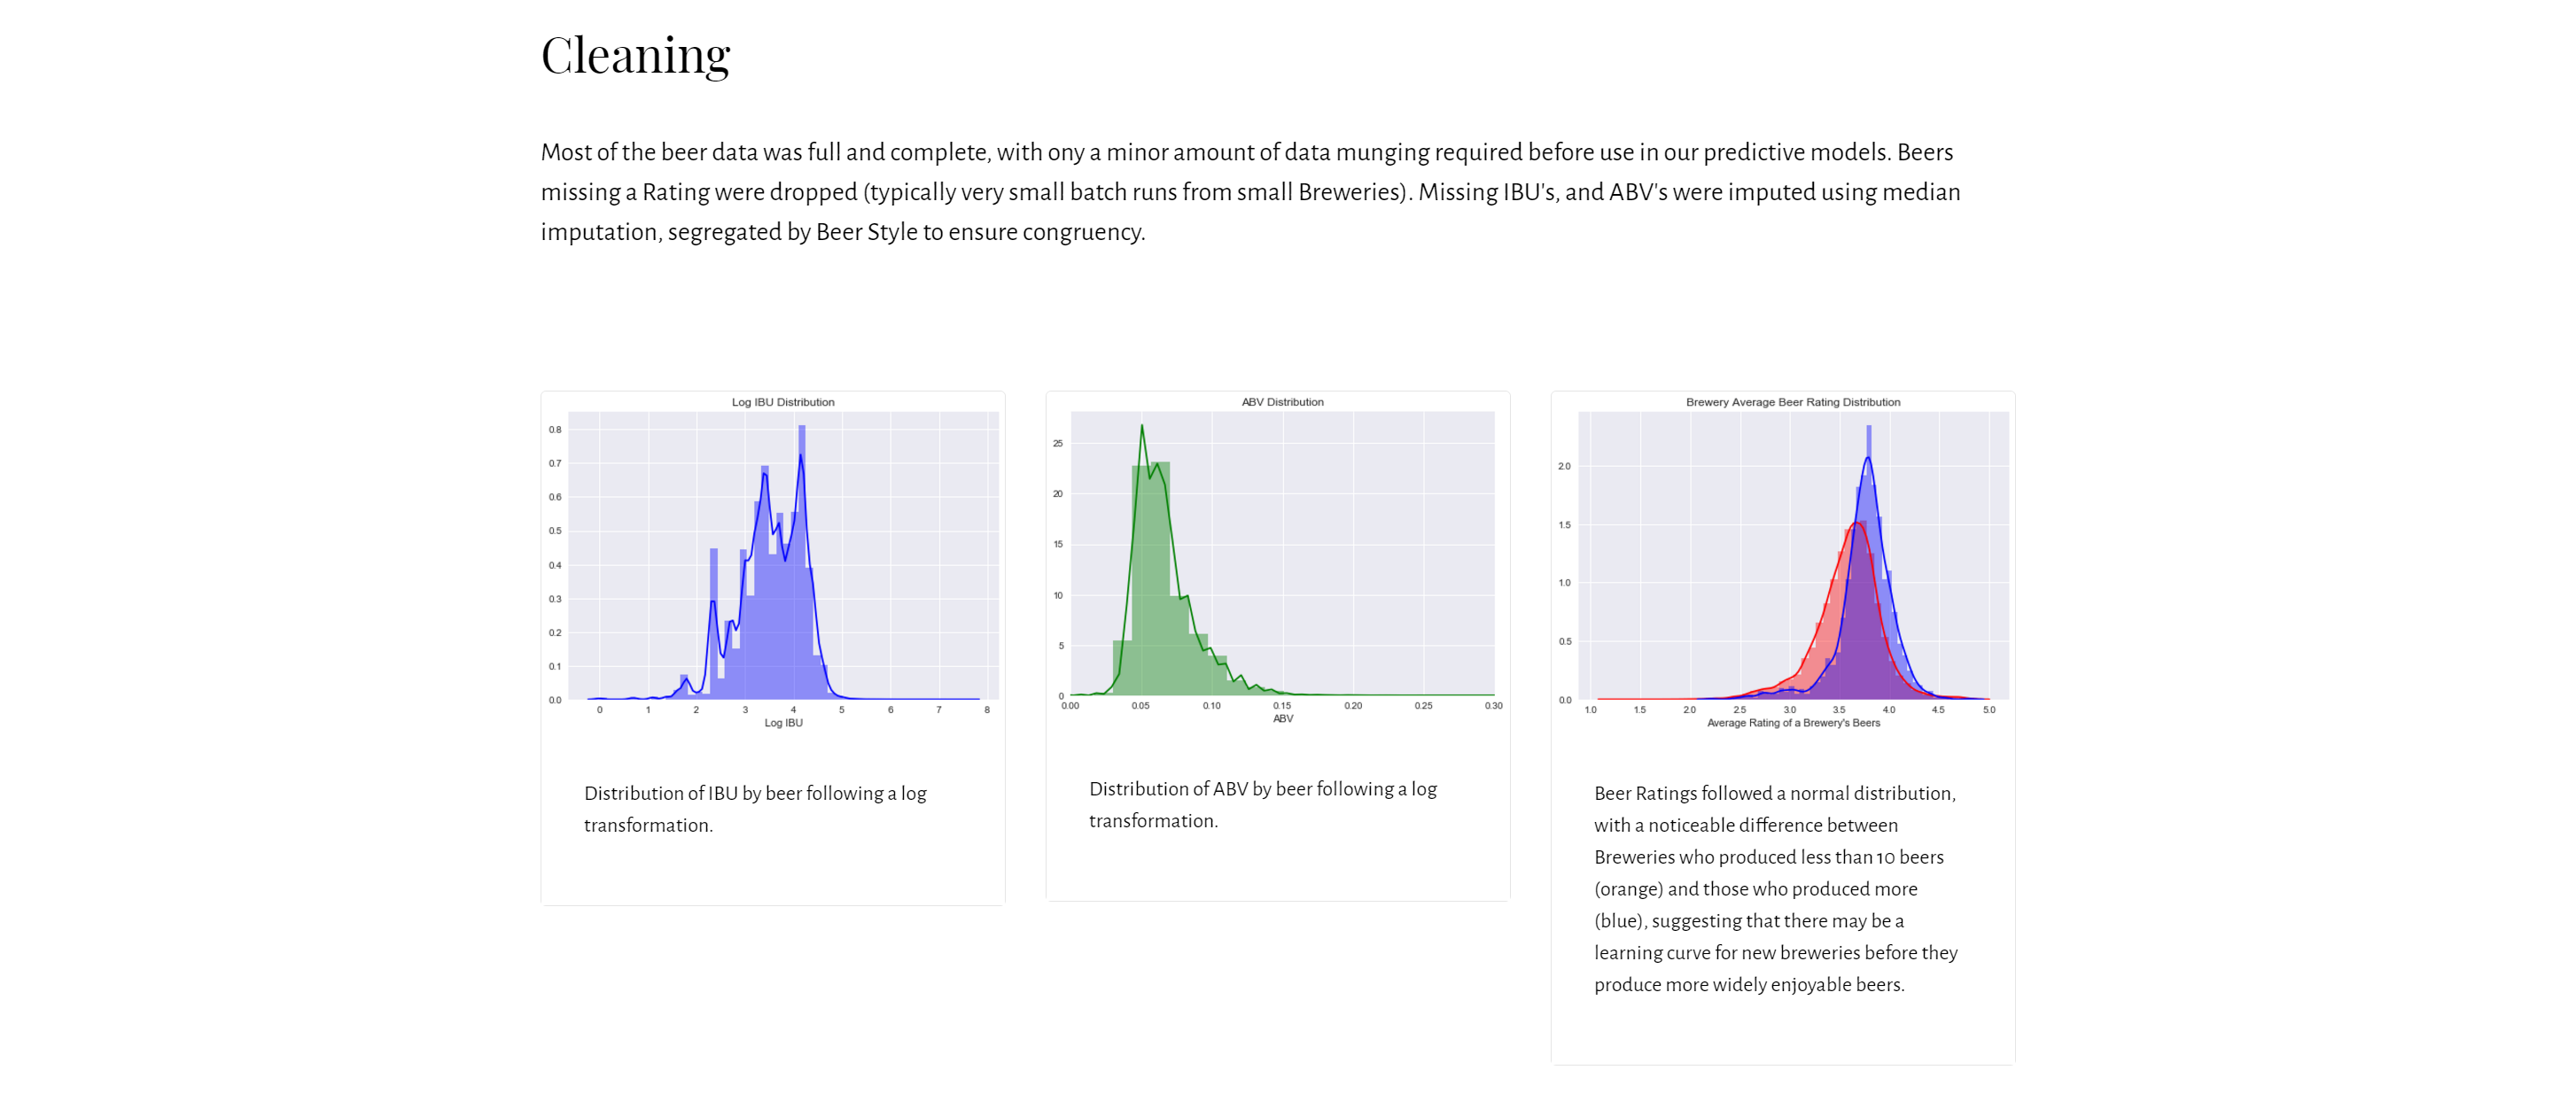 Cleaning
Most of the beer data was full and complete, with ony a minor amount of data munging required before use in our predictive models. Beers
missing a Rating were dropped (typically very small batch runs from small Breweries). Missing IBU's, and ABV's were imputed using median
imputation, segregated by Beer Style to ensure congruency.
Log IBU Distribution
0.8
0.7
0.6
0.5
0.4
0.3
0.2
0.1
0.0
0 1 2 3 4 5 6 7 8
Log IBU
Distribution of IBU by beer following a log
transformation.
ABV Distribution
25
20
15
10
5
0
0.00 0.05 0.10 0.15 0.20 0.25 0.30
ABV
Distribution of ABV by beer following a log
transformation.
Brewery Average Beer Rating Distribution
2.0
1.5
1.0
0.5
0.0
1.0 1.5 2.0 2.5 3.0 3.5 4.0 4.5 5.0
Average Rating of a Brewery's Beers
Beer Ratings followed a normal distribution,
with a noticeable difference between
Breweries who produced less than 10 beers
(orange) and those who produced more
(blue), suggesting that there may be a
learning curve for new breweries before they
produce more widely enjoyable beers.